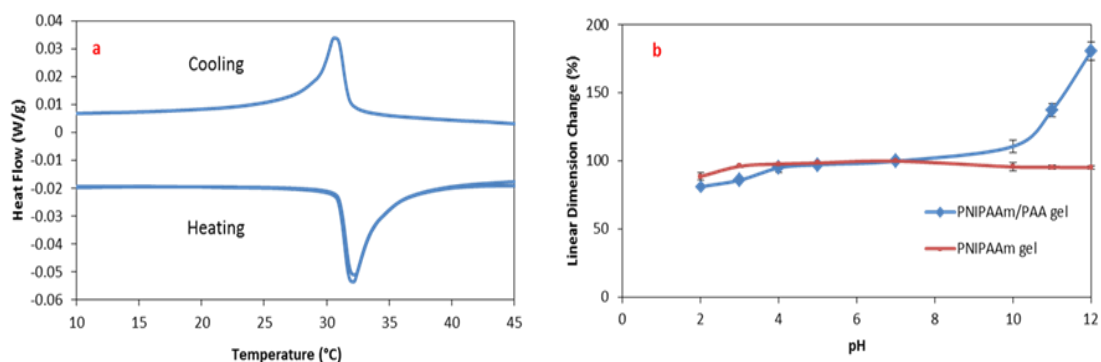 a
Cooling
Heating
Heat Flow (W/g)
0.04
0.03
0.02
0.01
0
-0.01
-0.02
-0.03
-0.04
-0.05
-0.06
10 15 20 25 30 35 40 45
Temperature (°C)
b
Linear Dimension Change (%)
200
150
100
50
0
0 2 4 6 8 10 12
pH
PNIPAAm/PAA gel
PNIPAAm gel